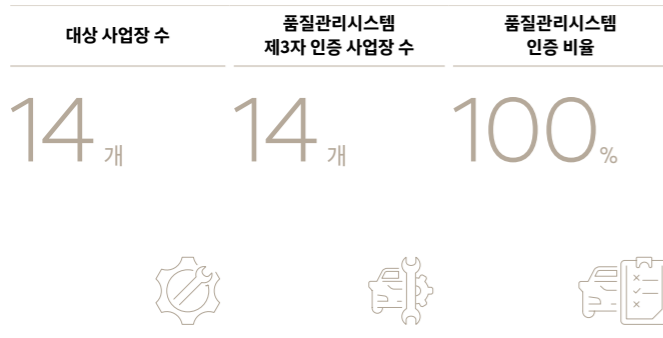 대상 사업장 수
품질관리시스템
제3자 인증 사업장 수
품질관리시스템
인증 비율
14 개
14 개
100 %